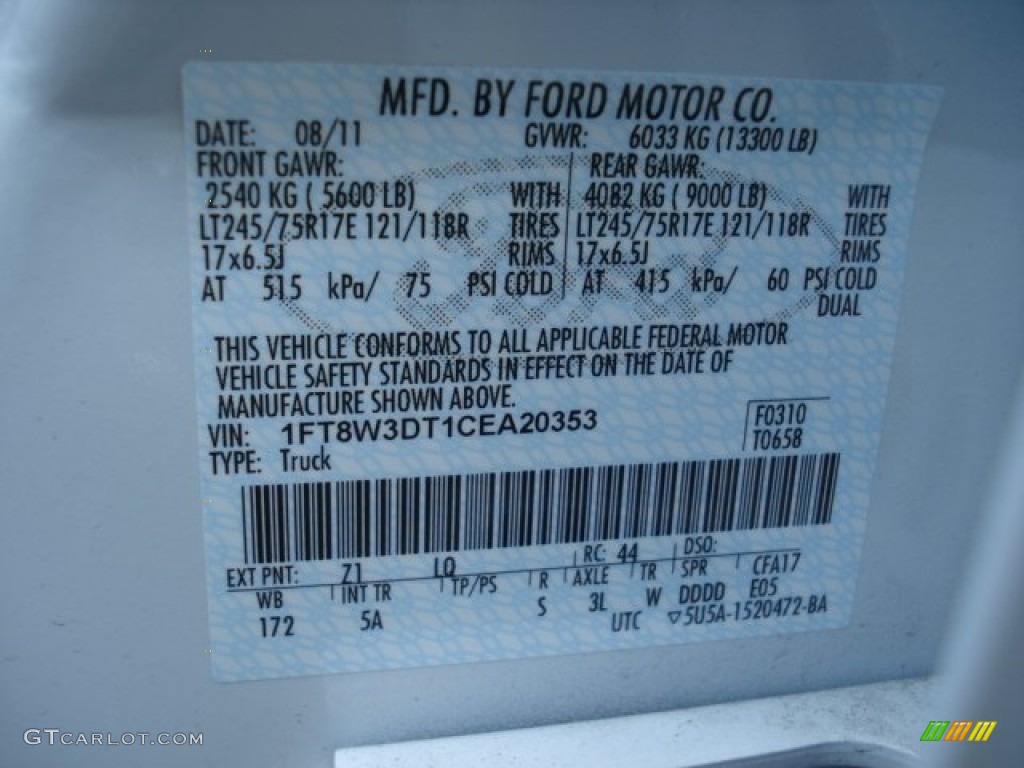 MFD. BY FORD MOTOR CO.
DATE: 08/11 GVWR: 6033 KG (13300 LB)
FRONT GAWR: REAR GAWR:
2540 KG ( 5600 LB) WITH 4082 KG ( 9000 LB) WITH
LT245/75R17E 121/118R TIRES LT245/75R17E 121/118R TIRES
17x6.5J RIMS 17x6.5J RIMS
AT 515 kPa/ 75 PSI COLD AT 415 kPa/ 60 PSI COLD
DUAL
THIS VEHICLE CONFORMS TO ALL APPLICABLE FEDERAL MOTOR
VEHICLE SAFETY STANDARDS IN EFFECT ON THE DATE OF
MANUFACTURE SHOWN ABOVE.
VIN: 1FT8W3DT1CEA20353 F0310
TYPE: Truck T0658
EXT PNT: Z1 LQ RC: 44 DSO:
WB INT TR TP/PS R AXLE TR SPR CFA17
172 5A S 3L W DDDD E05
UTC ▽5U5A-1520472-BA
GTCARLOT.COM